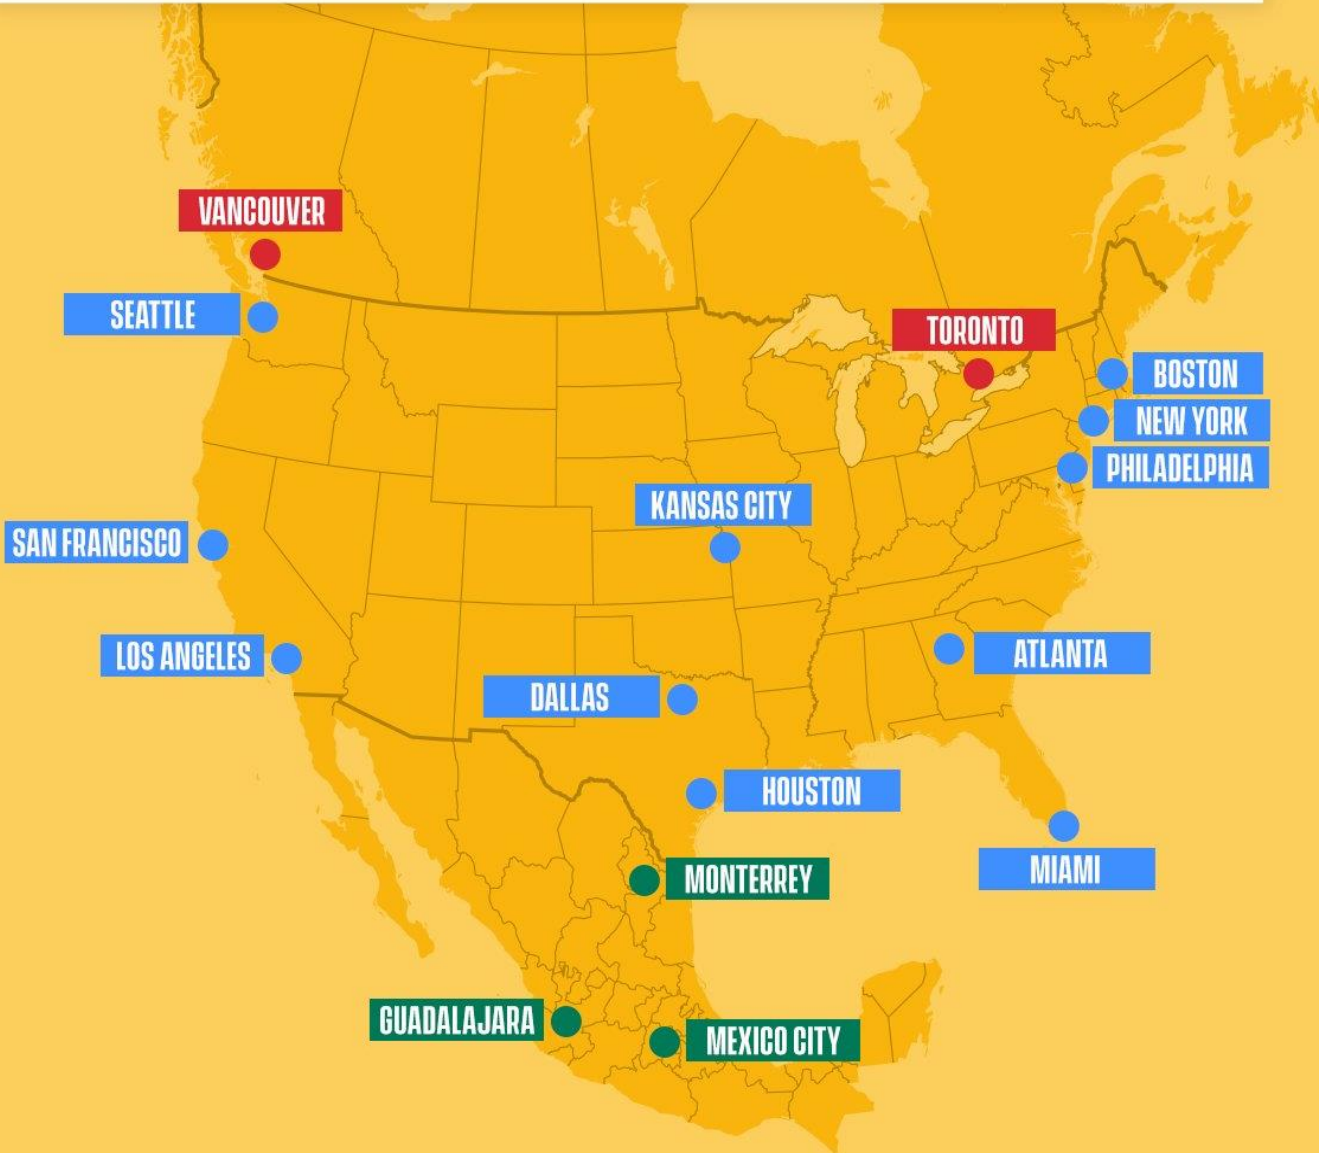 VANCOUVER
SEATTLE
TORONTO
BOSTON
NEW YORK
PHILADELPHIA
KANSAS CITY
SAN FRANCISCO
LOS ANGELES
ATLANTA
DALLAS
HOUSTON
MIAMI
MONTERREY
GUADALAJARA
MEXICO CITY